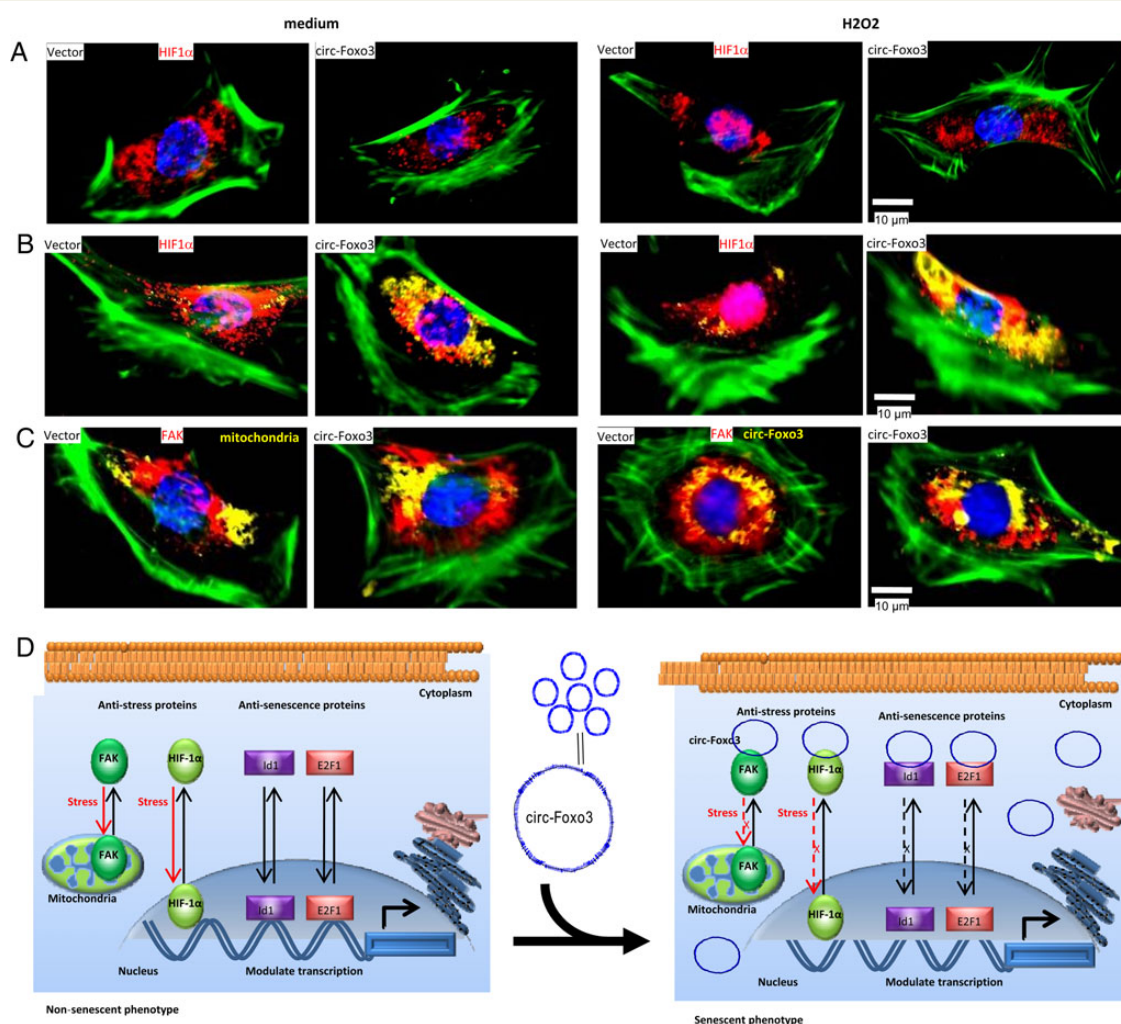 medium
H2O2
A
Vector
HIF1α
circ-Foxo3
Vector
HIF1α
circ-Foxo3
10 µm
B
Vector
HIF1α
circ-Foxo3
Vector
HIF1α
circ-Foxo3
10 µm
C
Vector
FAK
mitochondria
circ-Foxo3
Vector
FAK
circ-Foxo3
circ-Foxo3
10 µm
D
Cytoplasm
Anti-stress proteins
Anti-senescence proteins
FAK
HIF-1α
Id1
E2F1
Stress
Stress
FAK
Mitochondria
HIF-1α
Id1
E2F1
Nucleus
Modulate transcription
Non-senescent phenotype
circ-Foxo3
Cytoplasm
Anti-stress proteins
Anti-senescence proteins
circ-Foxo3
FAK
HIF-1α
Id1
E2F1
Stress
Stress
X
X
X
X
FAK
Mitochondria
HIF-1α
Id1
E2F1
Nucleus
Modulate transcription
Senescent phenotype